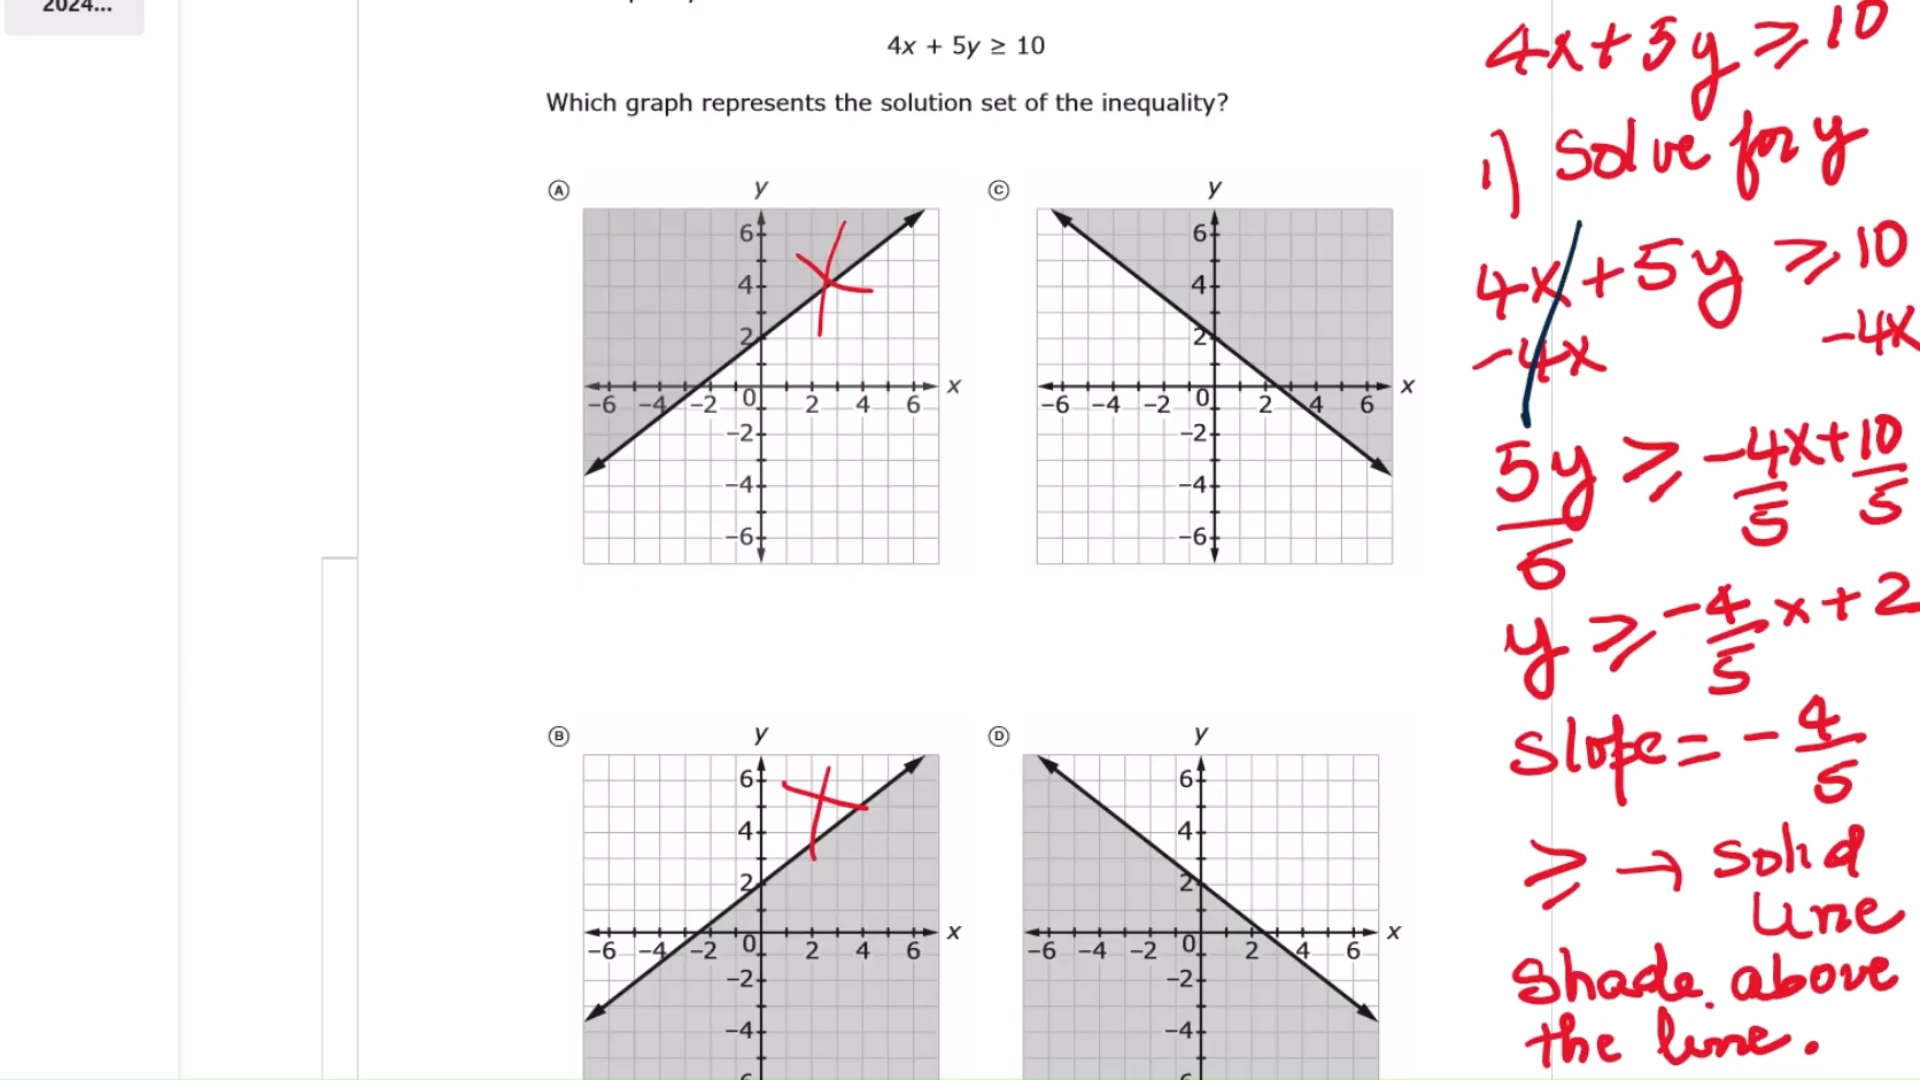 2024...
4x + 5y ≥ 10
Which graph represents the solution set of the inequality?
A
y
6
4
2
-6 -4 -2 0 2 4 6 x
-2
-4
-6
C
y
6
4
2
-6 -4 -2 0 2 4 6 x
-2
-4
-6
B
y
6
4
2
-6 -4 -2 0 2 4 6 x
-2
-4
D
y
6
4
2
-6 -4 -2 0 2 4 6 x
-2
-4
4x+5y ≥ 10
1) Solve for y
4x+5y ≥ 10
-4x -4x
5y/5 ≥ -4x/5 + 10/5
y ≥ -4/5 x + 2
slope = -4/5
≥ → solid
line
shade above
the line.